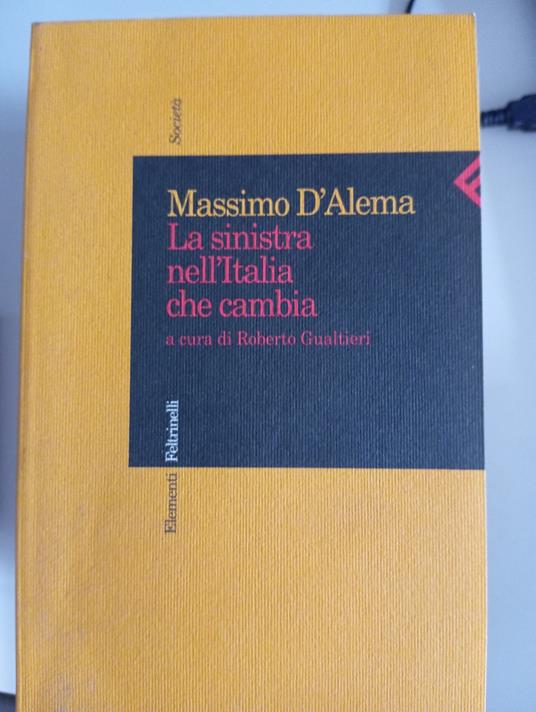 Società
Massimo D'Alema
La sinistra
nell'Italia
che cambia
a cura di Roberto Gualtieri
Elementi Feltrinelli